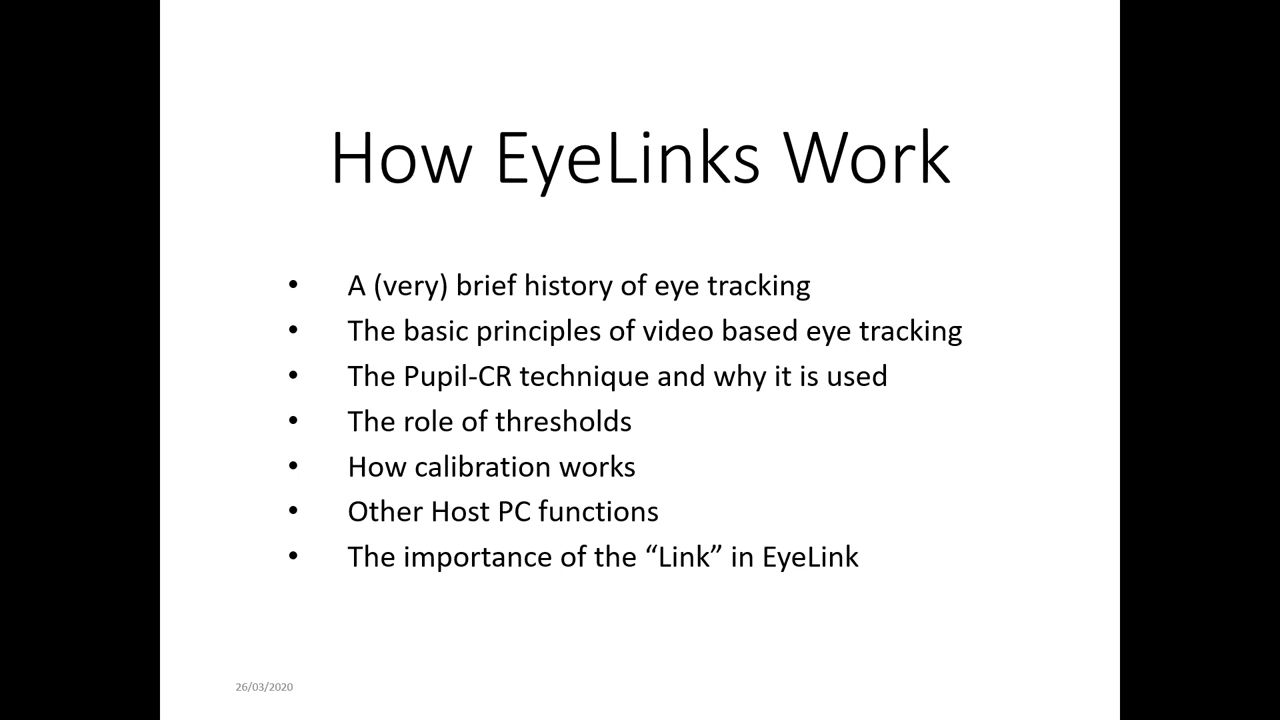 How EyeLinks Work
• A (very) brief history of eye tracking
• The basic principles of video based eye tracking
• The Pupil-CR technique and why it is used
• The role of thresholds
• How calibration works
• Other Host PC functions
• The importance of the “Link” in EyeLink
26/03/2020